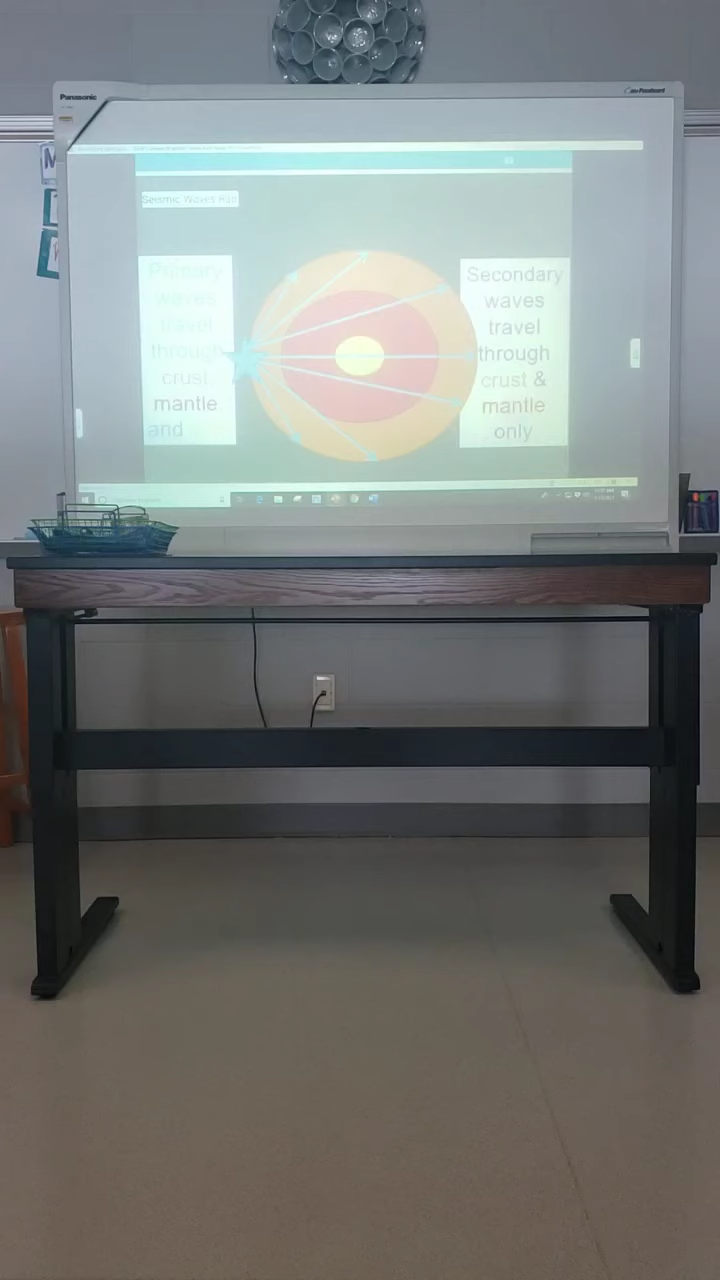 Panasonic
Seismic Waves Rap
Primary
waves
travel
through
crust,
mantle
and
Secondary
waves
travel
through
crust &
mantle
only